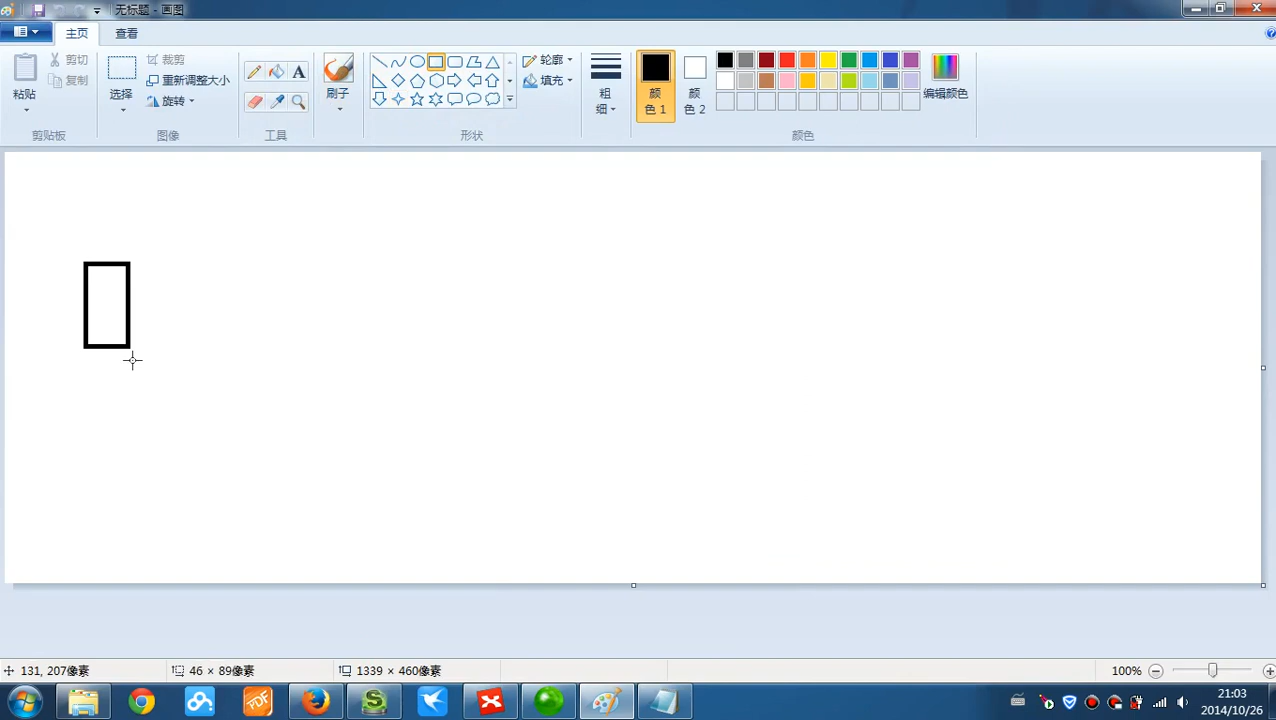 无标题 - 画图
主页
查看
粘贴
剪切
复制
剪贴板
选择
裁剪
重新调整大小
旋转
图像
A
工具
刷子
轮廓
填充
形状
粗
细
颜
色 1
颜
色 2
编辑颜色
颜色
131, 207像素
46 × 89像素
1339 × 460像素
100%
PDF
S
21:03
2014/10/26